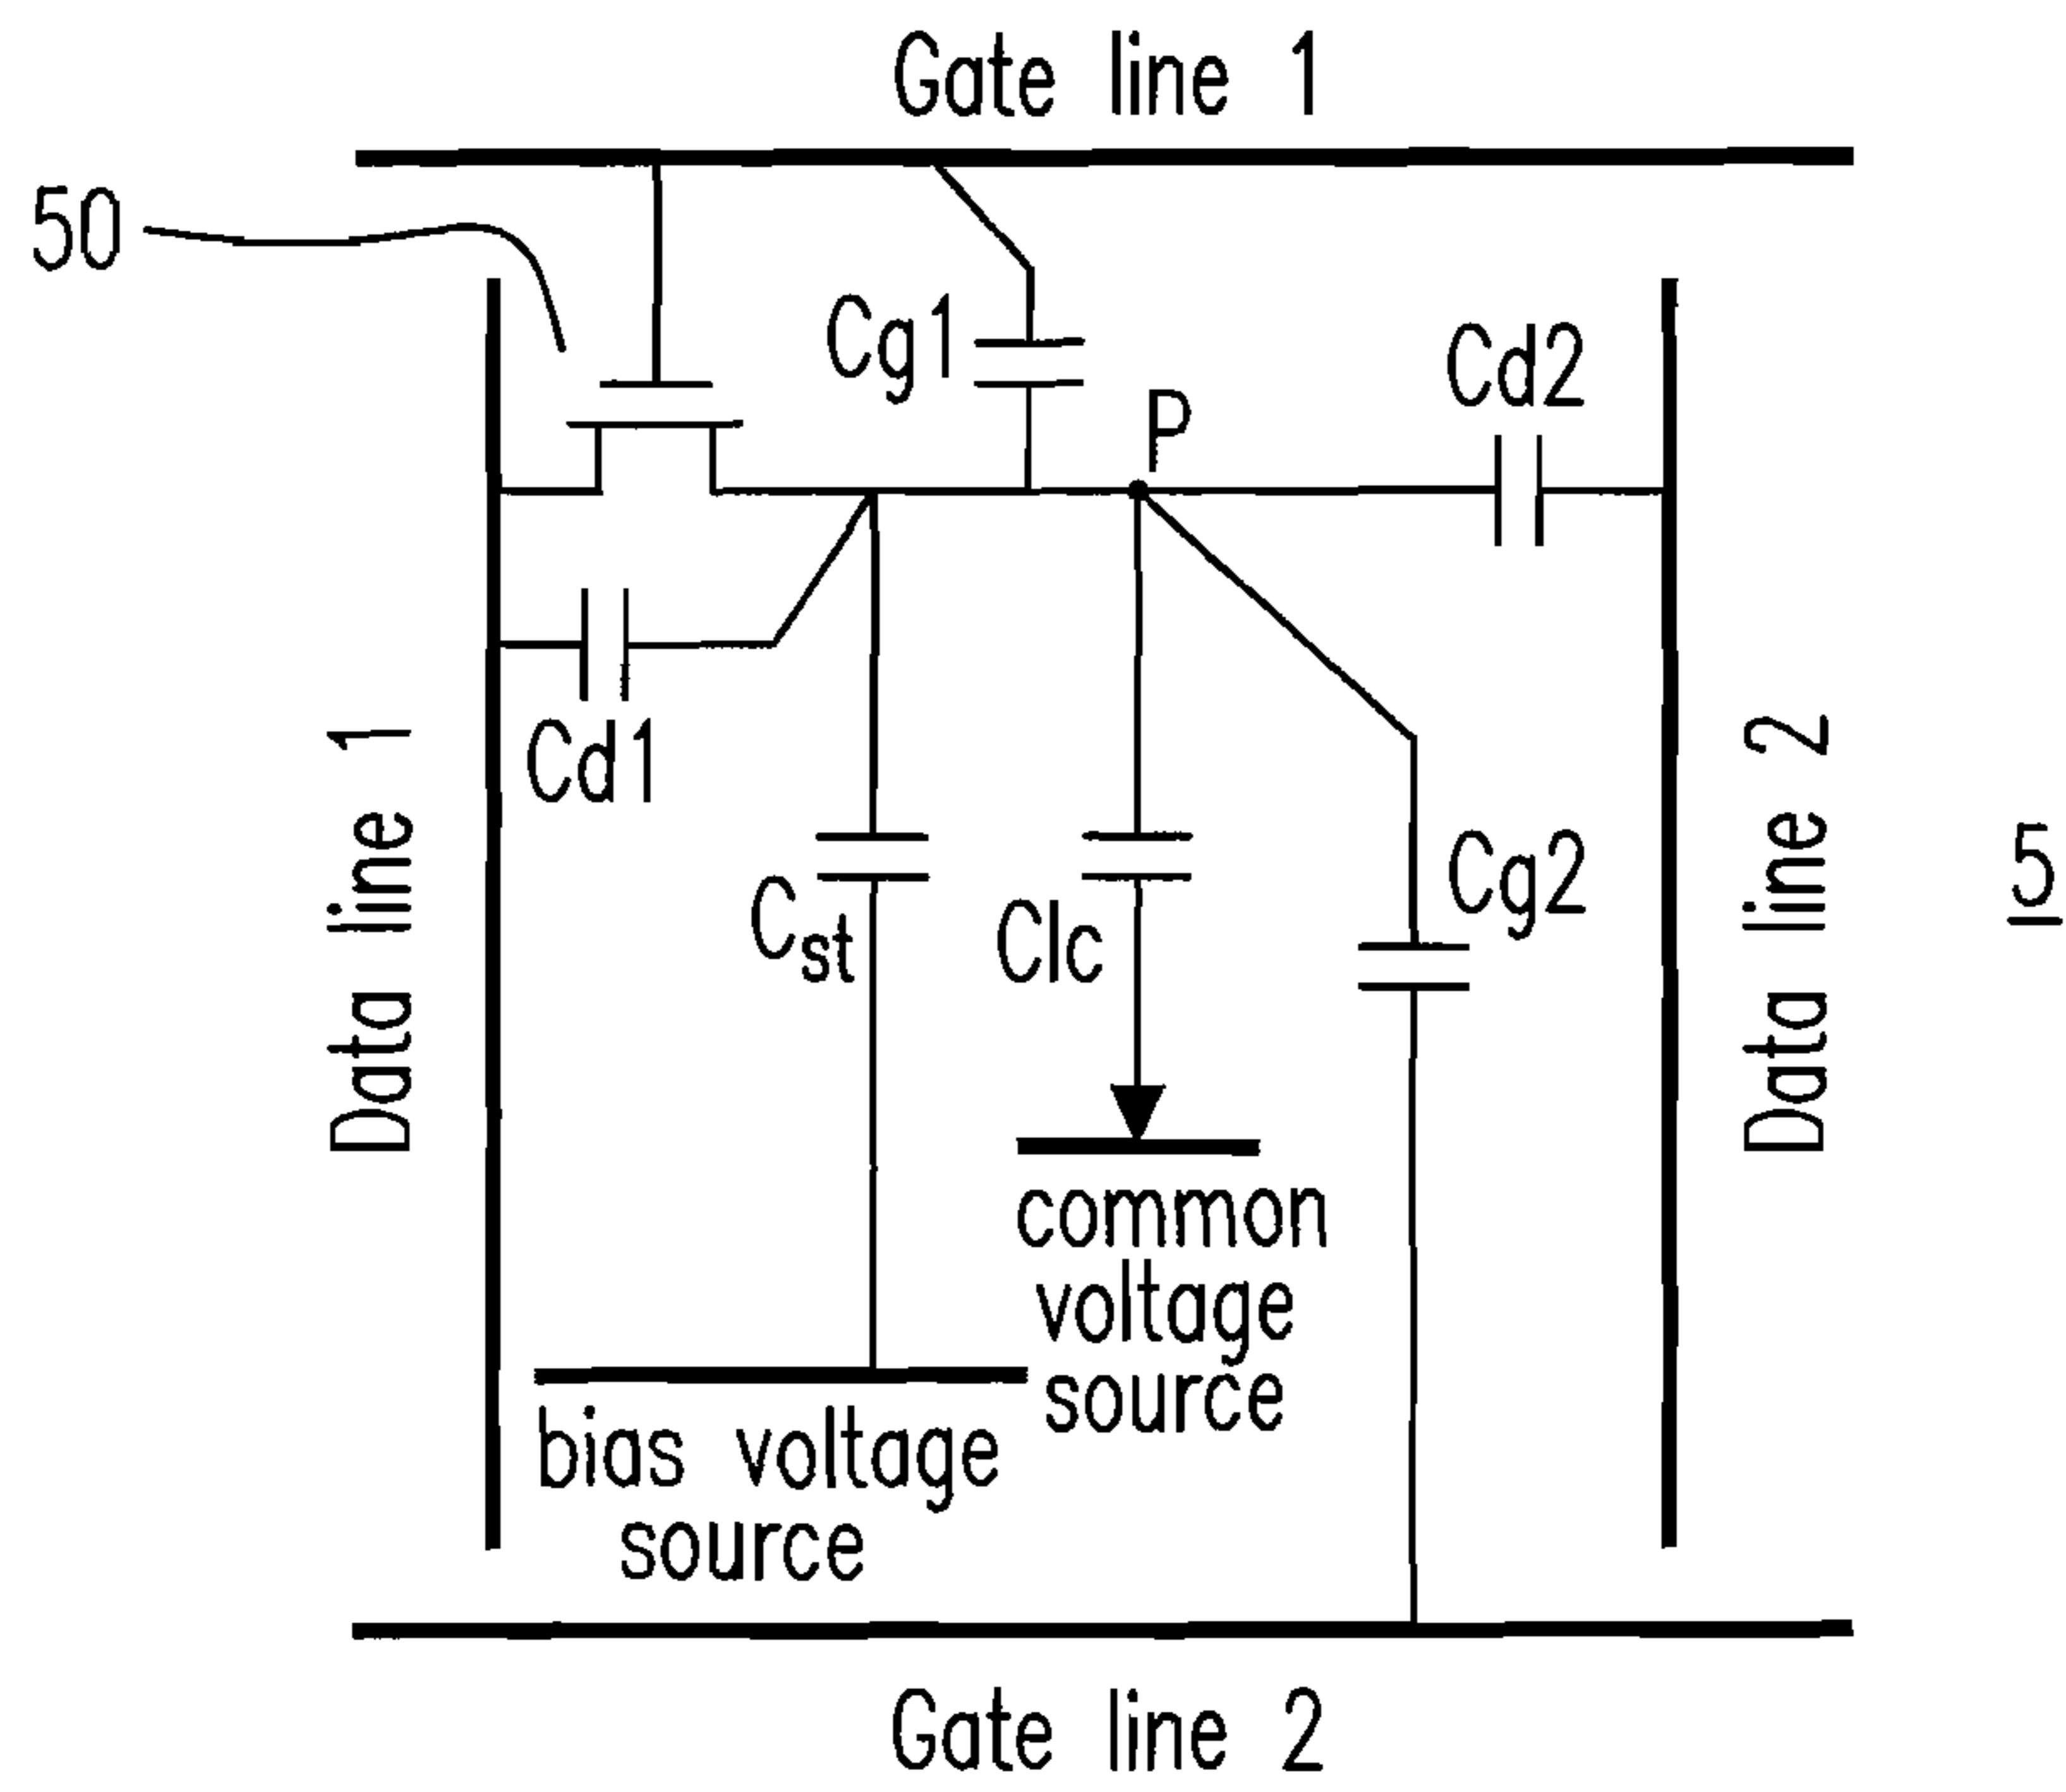 Gate line 1
50
Cg1
Cd2
P
Cd1
Data line 1
Data line 2
Cst
Clc
Cg2
5
common
voltage
source
bias voltage
source
Gate line 2